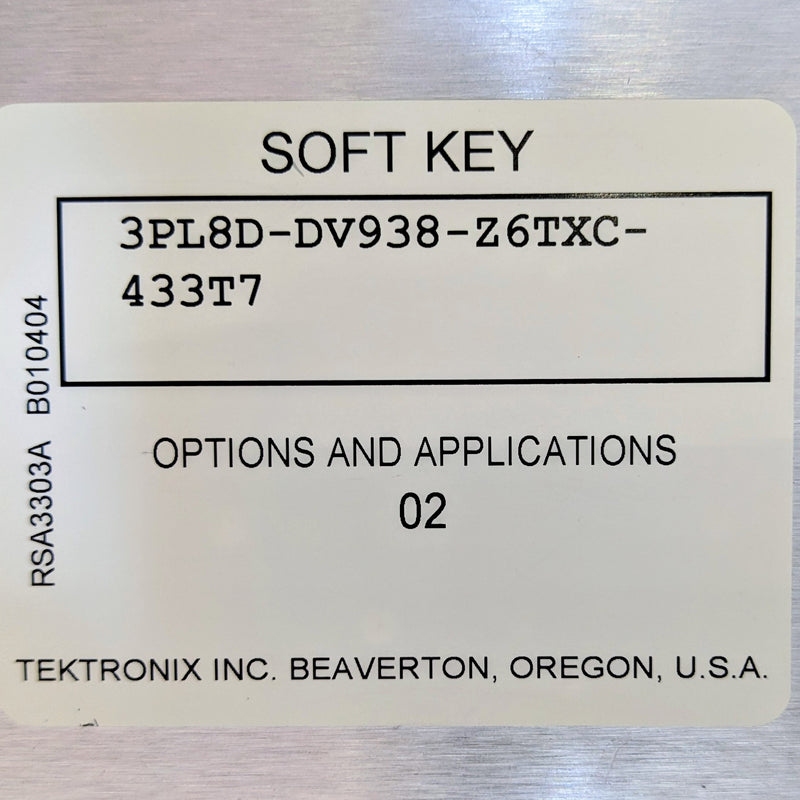 SOFT KEY
3PL8D-DV938-Z6TXC-
433T7
RSA3303A B010404
OPTIONS AND APPLICATIONS
02
TEKTRONIX INC. BEAVERTON, OREGON, U.S.A.